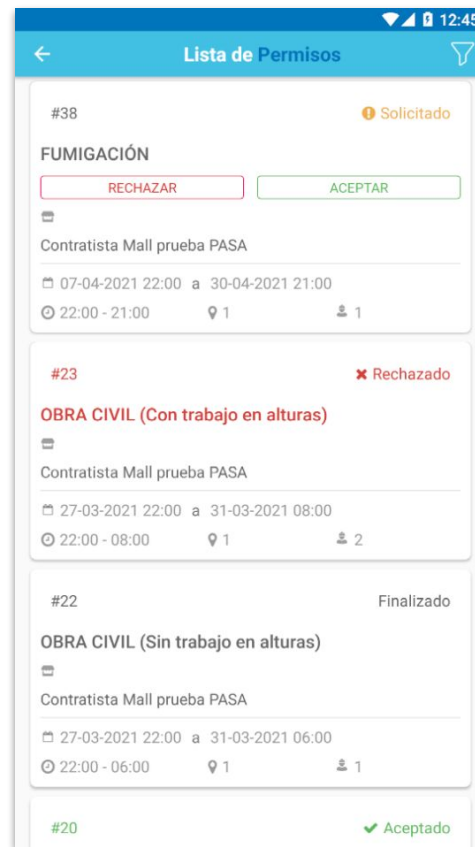 12:45
Lista de Permisos
#38 Solicitado
FUMIGACIÓN
RECHAZAR ACEPTAR
Contratista Mall prueba PASA
07-04-2021 22:00 a 30-04-2021 21:00
22:00 - 21:00 1 1
#23 Rechazado
OBRA CIVIL (Con trabajo en alturas)
Contratista Mall prueba PASA
27-03-2021 22:00 a 31-03-2021 08:00
22:00 - 08:00 1 2
#22 Finalizado
OBRA CIVIL (Sin trabajo en alturas)
Contratista Mall prueba PASA
27-03-2021 22:00 a 31-03-2021 06:00
22:00 - 06:00 1 1
#20 Aceptado